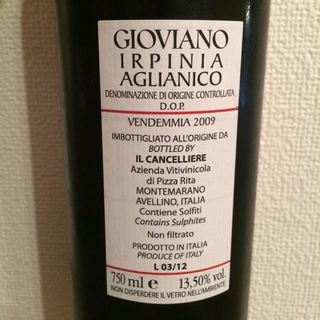 GIOVIANO
IRPINIA
AGLIANICO
DENOMINAZIONE DI ORIGINE CONTROLLATA
D.O.P.
VENDEMMIA 2009
IMBOTTIGLIATO ALL'ORIGINE DA
BOTTLED BY
IL CANCELLIERE
Azienda Vitivinicola
di Pizza Rita
MONTEMARANO
AVELLINO, ITALIA
Contiene Solfiti
Contains Sulphites
Non filtrato
PRODOTTO IN ITALIA
PRODUCE OF ITALY
L 03/12
750 ml e 13,50% vol.
NON DISPERDERE IL VETRO NELL'AMBIENTE